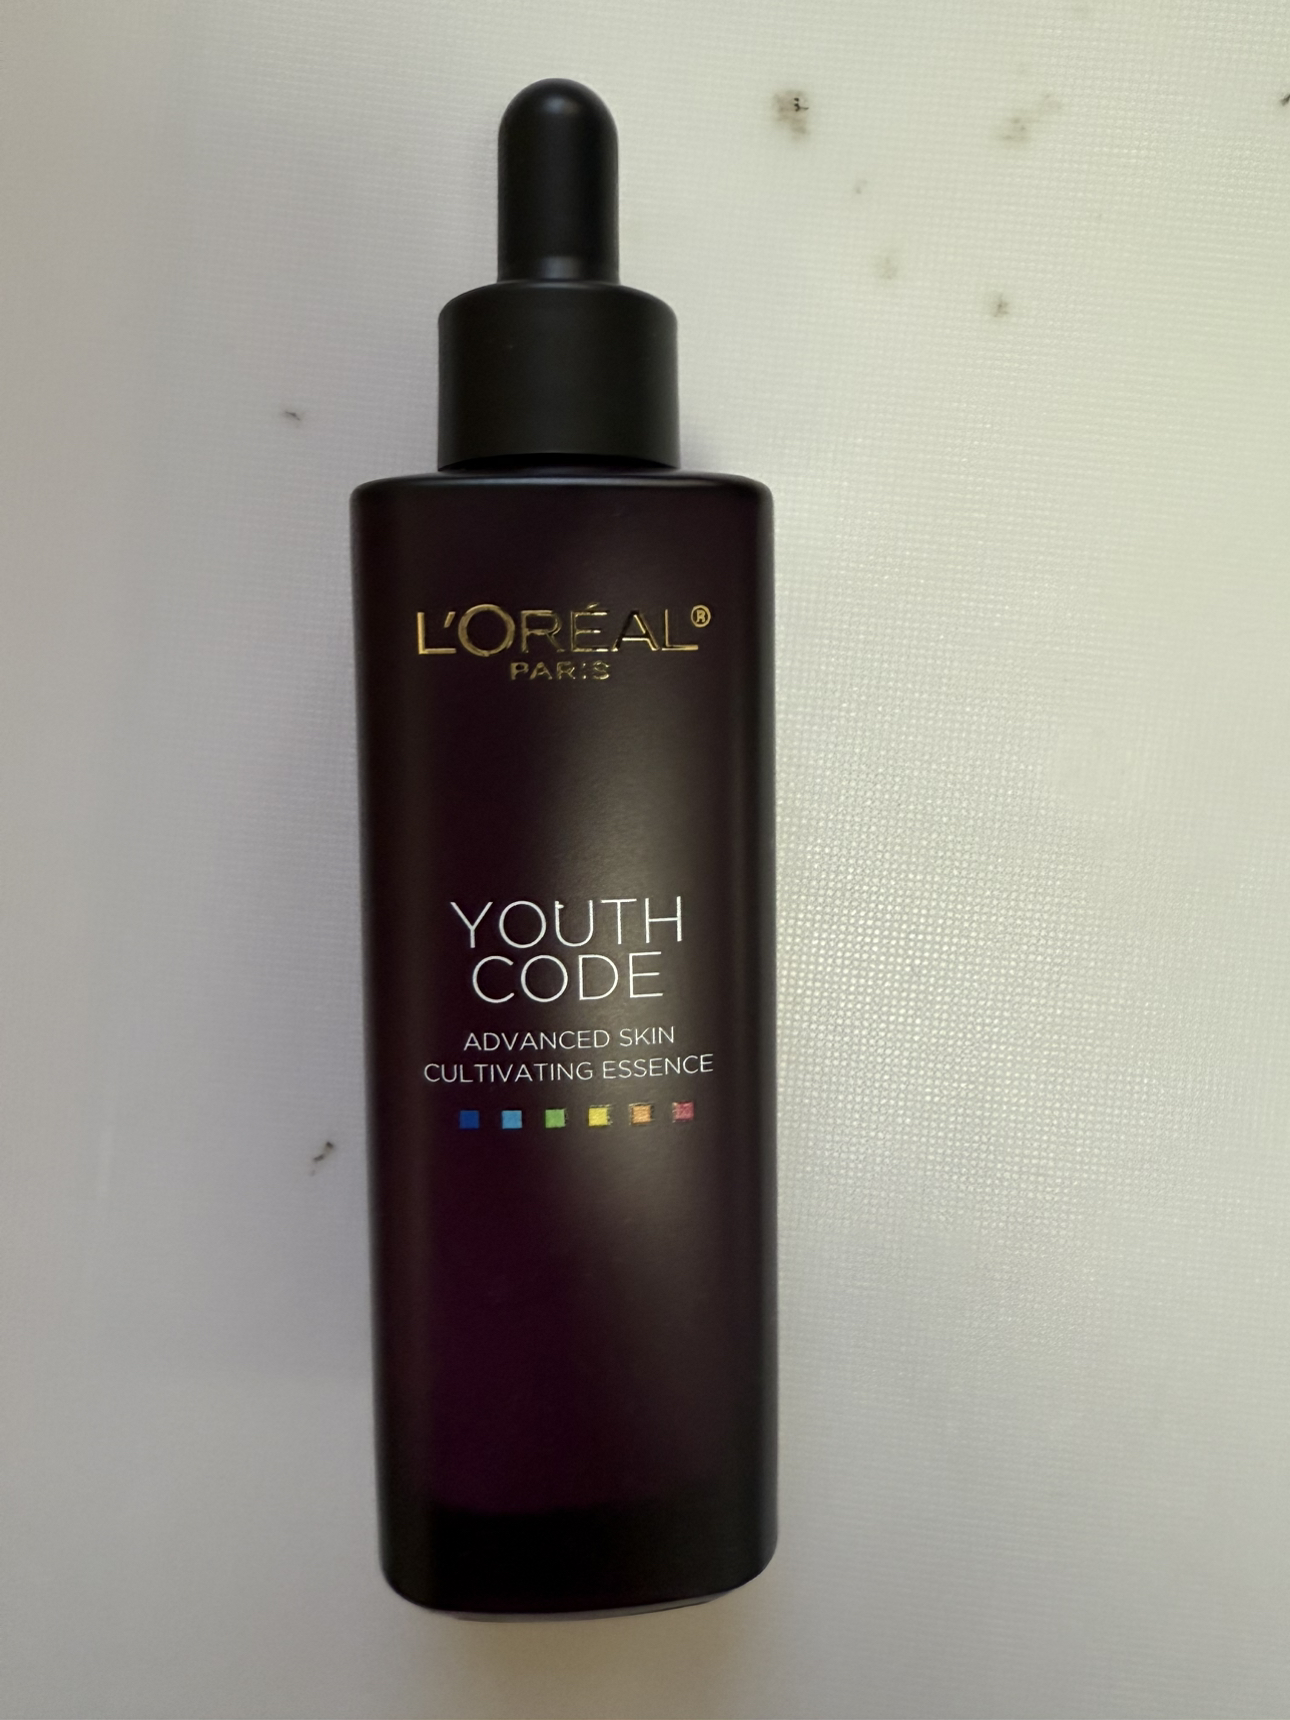 L'ORÉAL®
PARIS
YOUTH
CODE
ADVANCED SKIN
CULTIVATING ESSENCE